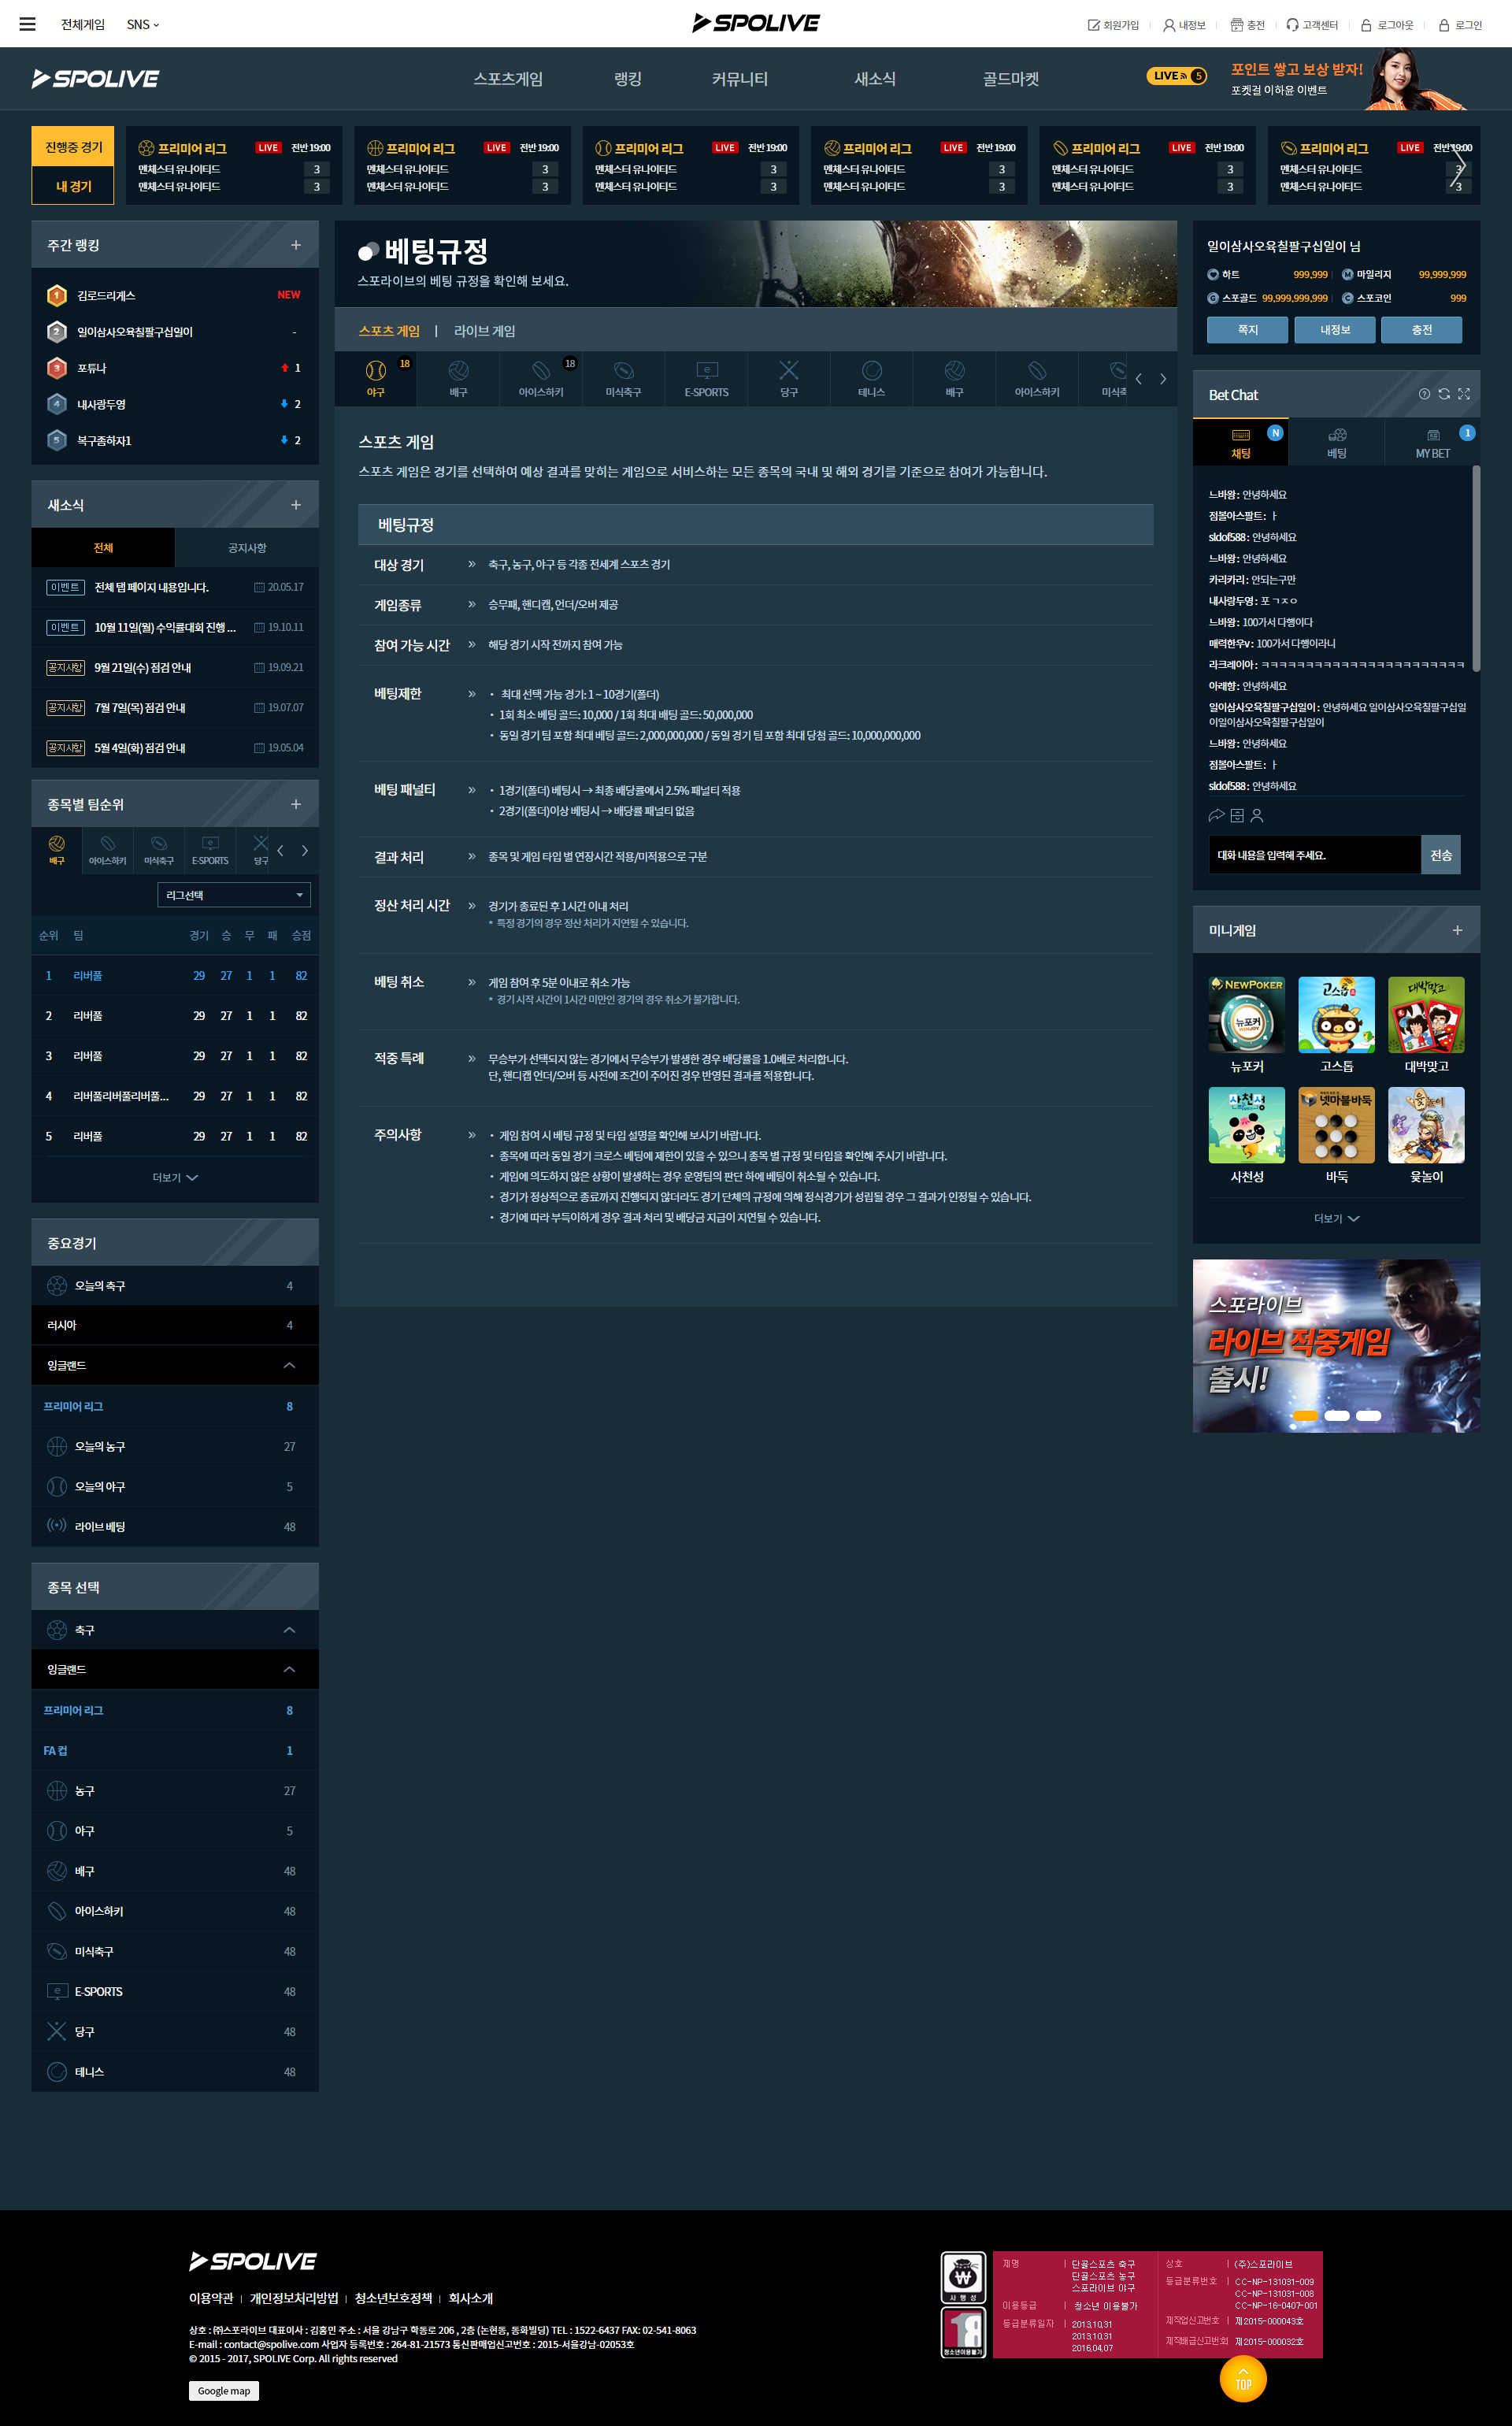 전체게임 SNS
SPOLIVE
회원가입 내정보 충전 고객센터 로그아웃 로그인
SPOLIVE
스포츠게임 랭킹 커뮤니티 새소식 골드마켓
LIVE 5
포인트 쌓고 보상 받자!
포켓걸 이하윤 이벤트
진행중 경기
내 경기
프리미어 리그 LIVE 전반 19:00
맨체스터 유나이티드 3
맨체스터 유나이티드 3
프리미어 리그 LIVE 전반 19:00
맨체스터 유나이티드 3
맨체스터 유나이티드 3
프리미어 리그 LIVE 전반 19:00
맨체스터 유나이티드 3
맨체스터 유나이티드 3
프리미어 리그 LIVE 전반 19:00
맨체스터 유나이티드 3
맨체스터 유나이티드 3
프리미어 리그 LIVE 전반 19:00
맨체스터 유나이티드 3
맨체스터 유나이티드 3
프리미어 리그 LIVE 전반 19:00
맨체스터 유나이티드 3
맨체스터 유나이티드 3
주간 랭킹
1 김로드리게스 NEW
2 일이삼사오육칠팔구십일이 -
3 포튜나 1
4 내사랑두영 2
5 복구좀하자1 2
새소식
전체 공지사항
이벤트 전체 탭 페이지 내용입니다. 20.05.17
이벤트 10월 11일(월) 수익률대회 진행 ... 19.10.11
공지사항 9월 21일(수) 점검 안내 19.09.21
공지사항 7월 7일(목) 점검 안내 19.07.07
공지사항 5월 4일(화) 점검 안내 19.05.04
종목별 팀순위
배구 아이스하키 미식축구 E-SPORTS 당구
리그선택
순위 팀 경기 승 무 패 승점
1 리버풀 29 27 1 1 82
2 리버풀 29 27 1 1 82
3 리버풀 29 27 1 1 82
4 리버풀리버풀리버풀... 29 27 1 1 82
5 리버풀 29 27 1 1 82
더보기
중요경기
오늘의 축구 4
러시아 4
잉글랜드
프리미어 리그 8
오늘의 농구 27
오늘의 야구 5
라이브 베팅 48
종목 선택
축구
잉글랜드
프리미어 리그 8
FA 컵 1
농구 27
야구 5
배구 48
아이스하키 48
미식축구 48
E-SPORTS 48
당구 48
테니스 48
베팅규정
스포라이브의 베팅 규정을 확인해 보세요.
스포츠 게임 | 라이브 게임
야구 18 배구 아이스하키 18 미식축구 E-SPORTS 당구 테니스 배구 아이스하키 미식축
스포츠 게임
스포츠 게임은 경기를 선택하여 예상 결과를 맞히는 게임으로 서비스하는 모든 종목의 국내 및 해외 경기를 기준으로 참여가 가능합니다.
베팅규정
대상 경기 » 축구, 농구, 야구 등 각종 전세계 스포츠 경기
게임종류 » 승무패, 핸디캡, 언더/오버 제공
참여 가능 시간 » 해당 경기 시작 전까지 참여 가능
베팅제한 » • 최대 선택 가능 경기: 1 ~ 10경기(폴더)
• 1회 최소 베팅 골드: 10,000 / 1회 최대 배팅 골드: 50,000,000
• 동일 경기 팀 포함 최대 베팅 골드: 2,000,000,000 / 동일 경기 팀 포함 최대 당첨 골드: 10,000,000,000
베팅 패널티 » • 1경기(폴더) 베팅시 → 최종 배당률에서 2.5% 패널티 적용
• 2경기(폴더)이상 베팅시 → 배당률 패널티 없음
결과 처리 » 종목 및 게임 타입 별 연장시간 적용/미적용으로 구분
정산 처리 시간 » 경기가 종료된 후 1시간 이내 처리
* 특정 경기의 경우 정산 처리가 지연될 수 있습니다.
베팅 취소 » 게임 참여 후 5분 이내로 취소 가능
* 경기 시작 시간이 1시간 미만인 경기의 경우 취소가 불가합니다.
적중 특례 » 무승부가 선택되지 않는 경기에서 무승부가 발생한 경우 배당률을 1.0배로 처리합니다.
단, 핸디캡 언더/오버 등 사전에 조건이 주어진 경우 반영된 결과를 적용합니다.
주의사항 » • 게임 참여 시 베팅 규정 및 타입 설명을 확인해 보시기 바랍니다.
• 종목에 따라 동일 경기 크로스 베팅에 제한이 있을 수 있으니 종목 별 규정 및 타입을 확인해 주시기 바랍니다.
• 게임에 의도하지 않은 상황이 발생하는 경우 운영팀의 판단 하에 베팅이 취소될 수 있습니다.
• 경기가 정상적으로 종료까지 진행되지 않더라도 경기 단체의 규정에 의해 정식경기가 성립될 경우 그 결과가 인정될 수 있습니다.
• 경기에 따라 부득이하게 경우 결과 처리 및 배당금 지급이 지연될 수 있습니다.
일이삼사오육칠팔구십일이 님
하트 999,999 마일리지 99,999,999
스포골드 99,999,999,999 스포코인 999
쪽지 내정보 충전
Bet Chat
채팅 N 베팅 MY BET 1
느바왕 : 안녕하세요
점볼아스팔트 : ㅏ
sldof588 : 안녕하세요
느바왕 : 안녕하세요
카리카리 : 안되는구만
내사랑두영 : 포 ㄱㅈㅇ
느바왕 : 100가서 다행이다
매력한우v : 100가서 다행이라니
라크레이아 : ㅋㅋㅋㅋㅋㅋㅋㅋㅋㅋㅋㅋㅋㅋㅋㅋㅋㅋㅋㅋㅋㅋㅋ
아래향 : 안녕하세요
일이삼사오육칠팔구십일이 : 안녕하세요 일이삼사오육칠팔구십일
이일이삼사오육칠팔구십일이
느바왕 : 안녕하세요
점볼아스팔트 : ㅏ
sldof588 : 안녕하세요
대화 내용을 입력해 주세요. 전송
미니게임
NEWPOKER 뉴포커 고스톱 대박맞고
뉴포커 고스톱 대박맞고
사천성 넷마블바둑 윷놀이
사천성 바둑 윷놀이
더보기
스포라이브
라이브 적중게임
출시!
SPOLIVE
이용약관 | 개인정보처리방법 | 청소년보호정책 | 회사소개
상호 : ㈜스포라이브 대표이사 : 김홍민 주소 : 서울 강남구 학동로 206 , 2층 (논현동, 동화빌딩) TEL : 1522-6437 FAX: 02-541-8063
E-mail : contact@spolive.com 사업자 등록번호 : 264-81-21573 통신판매업신고번호 : 2015-서울강남-02053호
© 2015 - 2017, SPOLIVE Corp. All rights reserved
Google map
사행성
18
청소년이용불가
제명 | 단골스포츠 축구
단골스포츠 농구
스포라이브 야구
이용등급 | 청소년 이용불가
등급분류일자 | 2013.10.31
2013.10.31
2016.04.07
상호 | (주)스포라이브
등급분류번호 | CC-NP-131031-009
CC-NP-131031-008
CC-NP-16-0407-001
제작업신고번호 | 제2015-000043호
제작배급신고번호 제2015-000032호
TOP